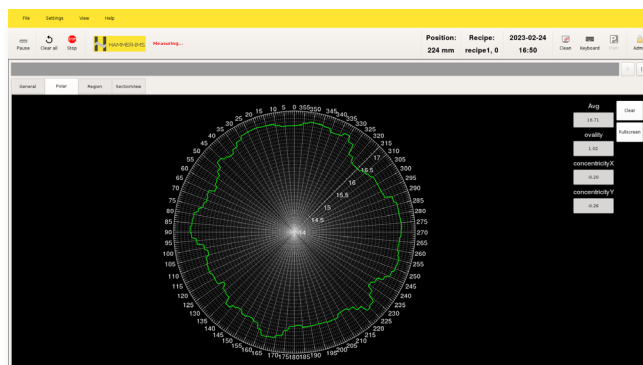 File Settings View Help
Pause Clear all Stop HAMMER-IMS Measuring... Position: 224 mm Recipe: recipe1, 0 2023-02-24 16:50 Clean Keyboard Admi
General Polar Region SectionView
Avg
16.71
ovality
1.02
concentricityX
-0.20
concentricityY
-0.28
Clear
Fullscreen
0 5 10 15 20 25 30 35 40 45 50 55 60 65 70 75 80 85 90 95 100 105 110 115 120 125 130 135 140 145 150 155 160 165 170 175 180 185 190 195 200 205 210 215 220 225 230 235 240 245 250 255 260 265 270 275 280 285 290 295 300 305 310 315 320 325 330 335 340 345 350 355
14 14.5 15 15.5 16 16.5 17